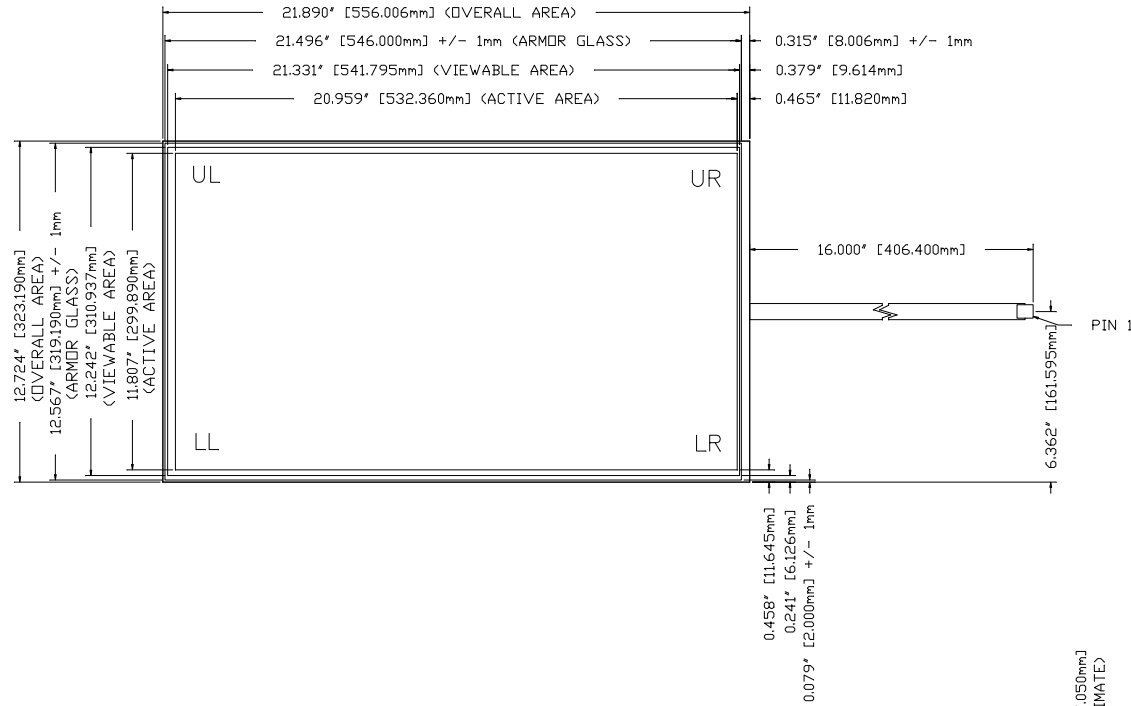 21.890" [556.006mm] (OVERALL AREA)
21.496" [546.000mm] +/- 1mm (ARMOR GLASS)
0.315" [8.006mm] +/- 1mm
21.331" [541.795mm] (VIEWABLE AREA)
0.379" [9.614mm]
20.959" [532.360mm] (ACTIVE AREA)
0.465" [11.820mm]
UL
UR
12.724" [323.190mm]
(OVERALL AREA)
12.567" [319.190mm] +/- 1mm
(ARMOR GLASS)
12.242" [310.937mm]
(VIEWABLE AREA)
11.807" [299.890mm]
(ACTIVE AREA)
16.000" [406.400mm]
PIN 1
6.362" [161.595mm]
LL
LR
0.458" [11.645mm]
0.241" [6.126mm]
0.079" [2.000mm] +/- 1mm
.050mm]
IMATE)